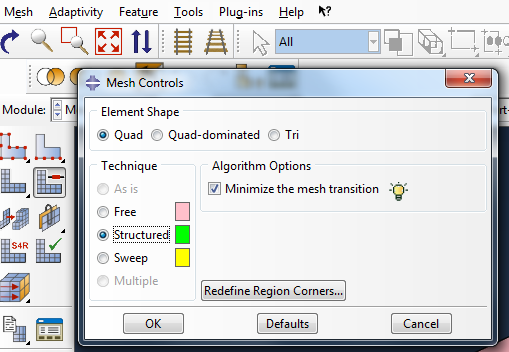 Mesh Adaptivity Feature Tools Plug-ins Help
All
Mesh Controls
Module:
Element Shape
Quad Quad-dominated Tri
Technique
As is
Free
Structured
Sweep
Multiple
Algorithm Options
Minimize the mesh transition
Redefine Region Corners...
S4R
OK Defaults Cancel